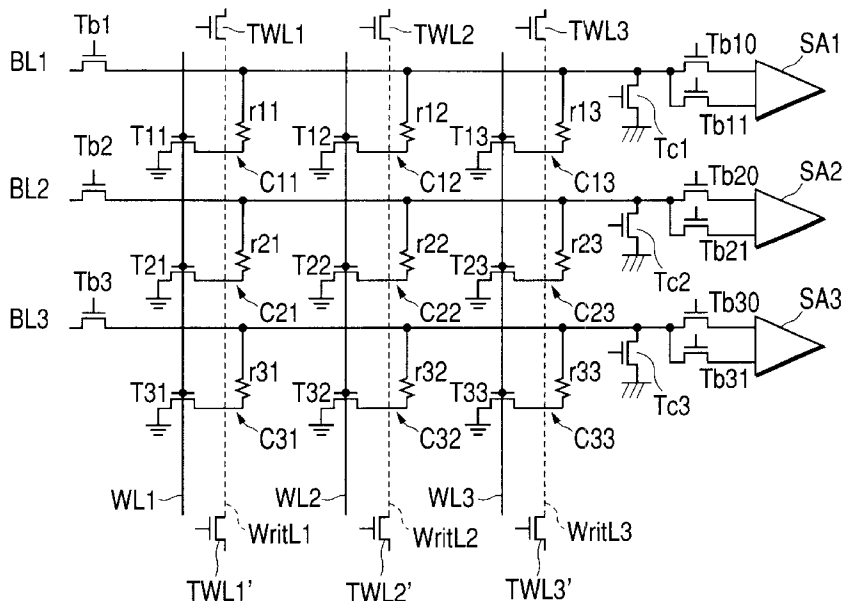 TWL1 TWL2 TWL3
Tb1 Tb10 SA1
BL1
r11 r12 r13 Tb11
T11 T12 T13 Tc1
Tb2 C11 C12 C13 Tb20 SA2
BL2
r21 r22 r23 Tb21
T21 T22 T23 Tc2
Tb3 C21 C22 C23 Tb30 SA3
BL3
r31 r32 r33 Tb31
T31 T32 T33 Tc3
C31 C32 C33
WL1 WL2 WL3
WritL1 WritL2 WritL3
TWL1' TWL2' TWL3'